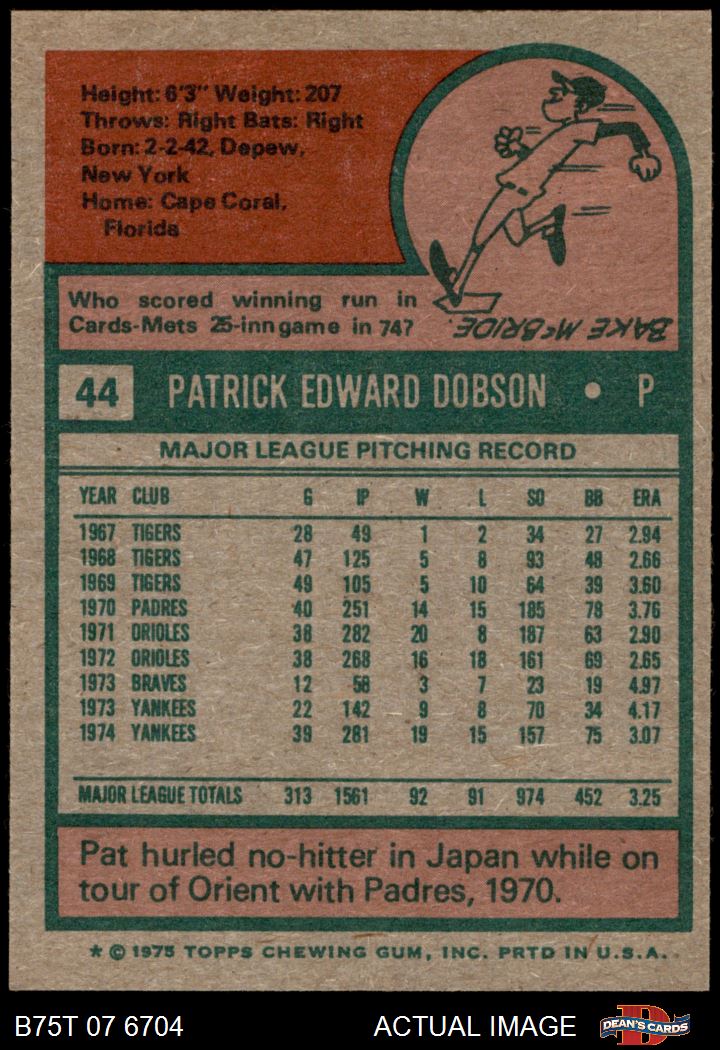 Height: 6'3" Weight: 207
Throws: Right Bats: Right
Born: 2-2-42, Depew,
New York
Home: Cape Coral,
Florida
Who scored winning run in
Cards-Mets 25-inn game in 74?
BAKE McBRIDE.
44 PATRICK EDWARD DOBSON • P
MAJOR LEAGUE PITCHING RECORD
YEAR CLUB G IP W L SO BB ERA
1967 TIGERS 28 49 1 2 34 27 2.94
1968 TIGERS 47 125 5 8 93 48 2.66
1969 TIGERS 49 105 5 10 64 39 3.60
1970 PADRES 40 251 14 15 185 78 3.76
1971 ORIOLES 38 282 20 8 187 63 2.90
1972 ORIOLES 38 268 16 18 161 69 2.65
1973 BRAVES 12 58 3 7 23 19 4.97
1973 YANKEES 22 142 9 8 70 34 4.17
1974 YANKEES 39 281 19 15 157 75 3.07
MAJOR LEAGUE TOTALS 313 1561 92 91 974 452 3.25
Pat hurled no-hitter in Japan while on
tour of Orient with Padres, 1970.
* © 1975 TOPPS CHEWING GUM, INC. PRTD IN U.S.A.
B75T 07 6704 ACTUAL IMAGE DEAN'S CARDS